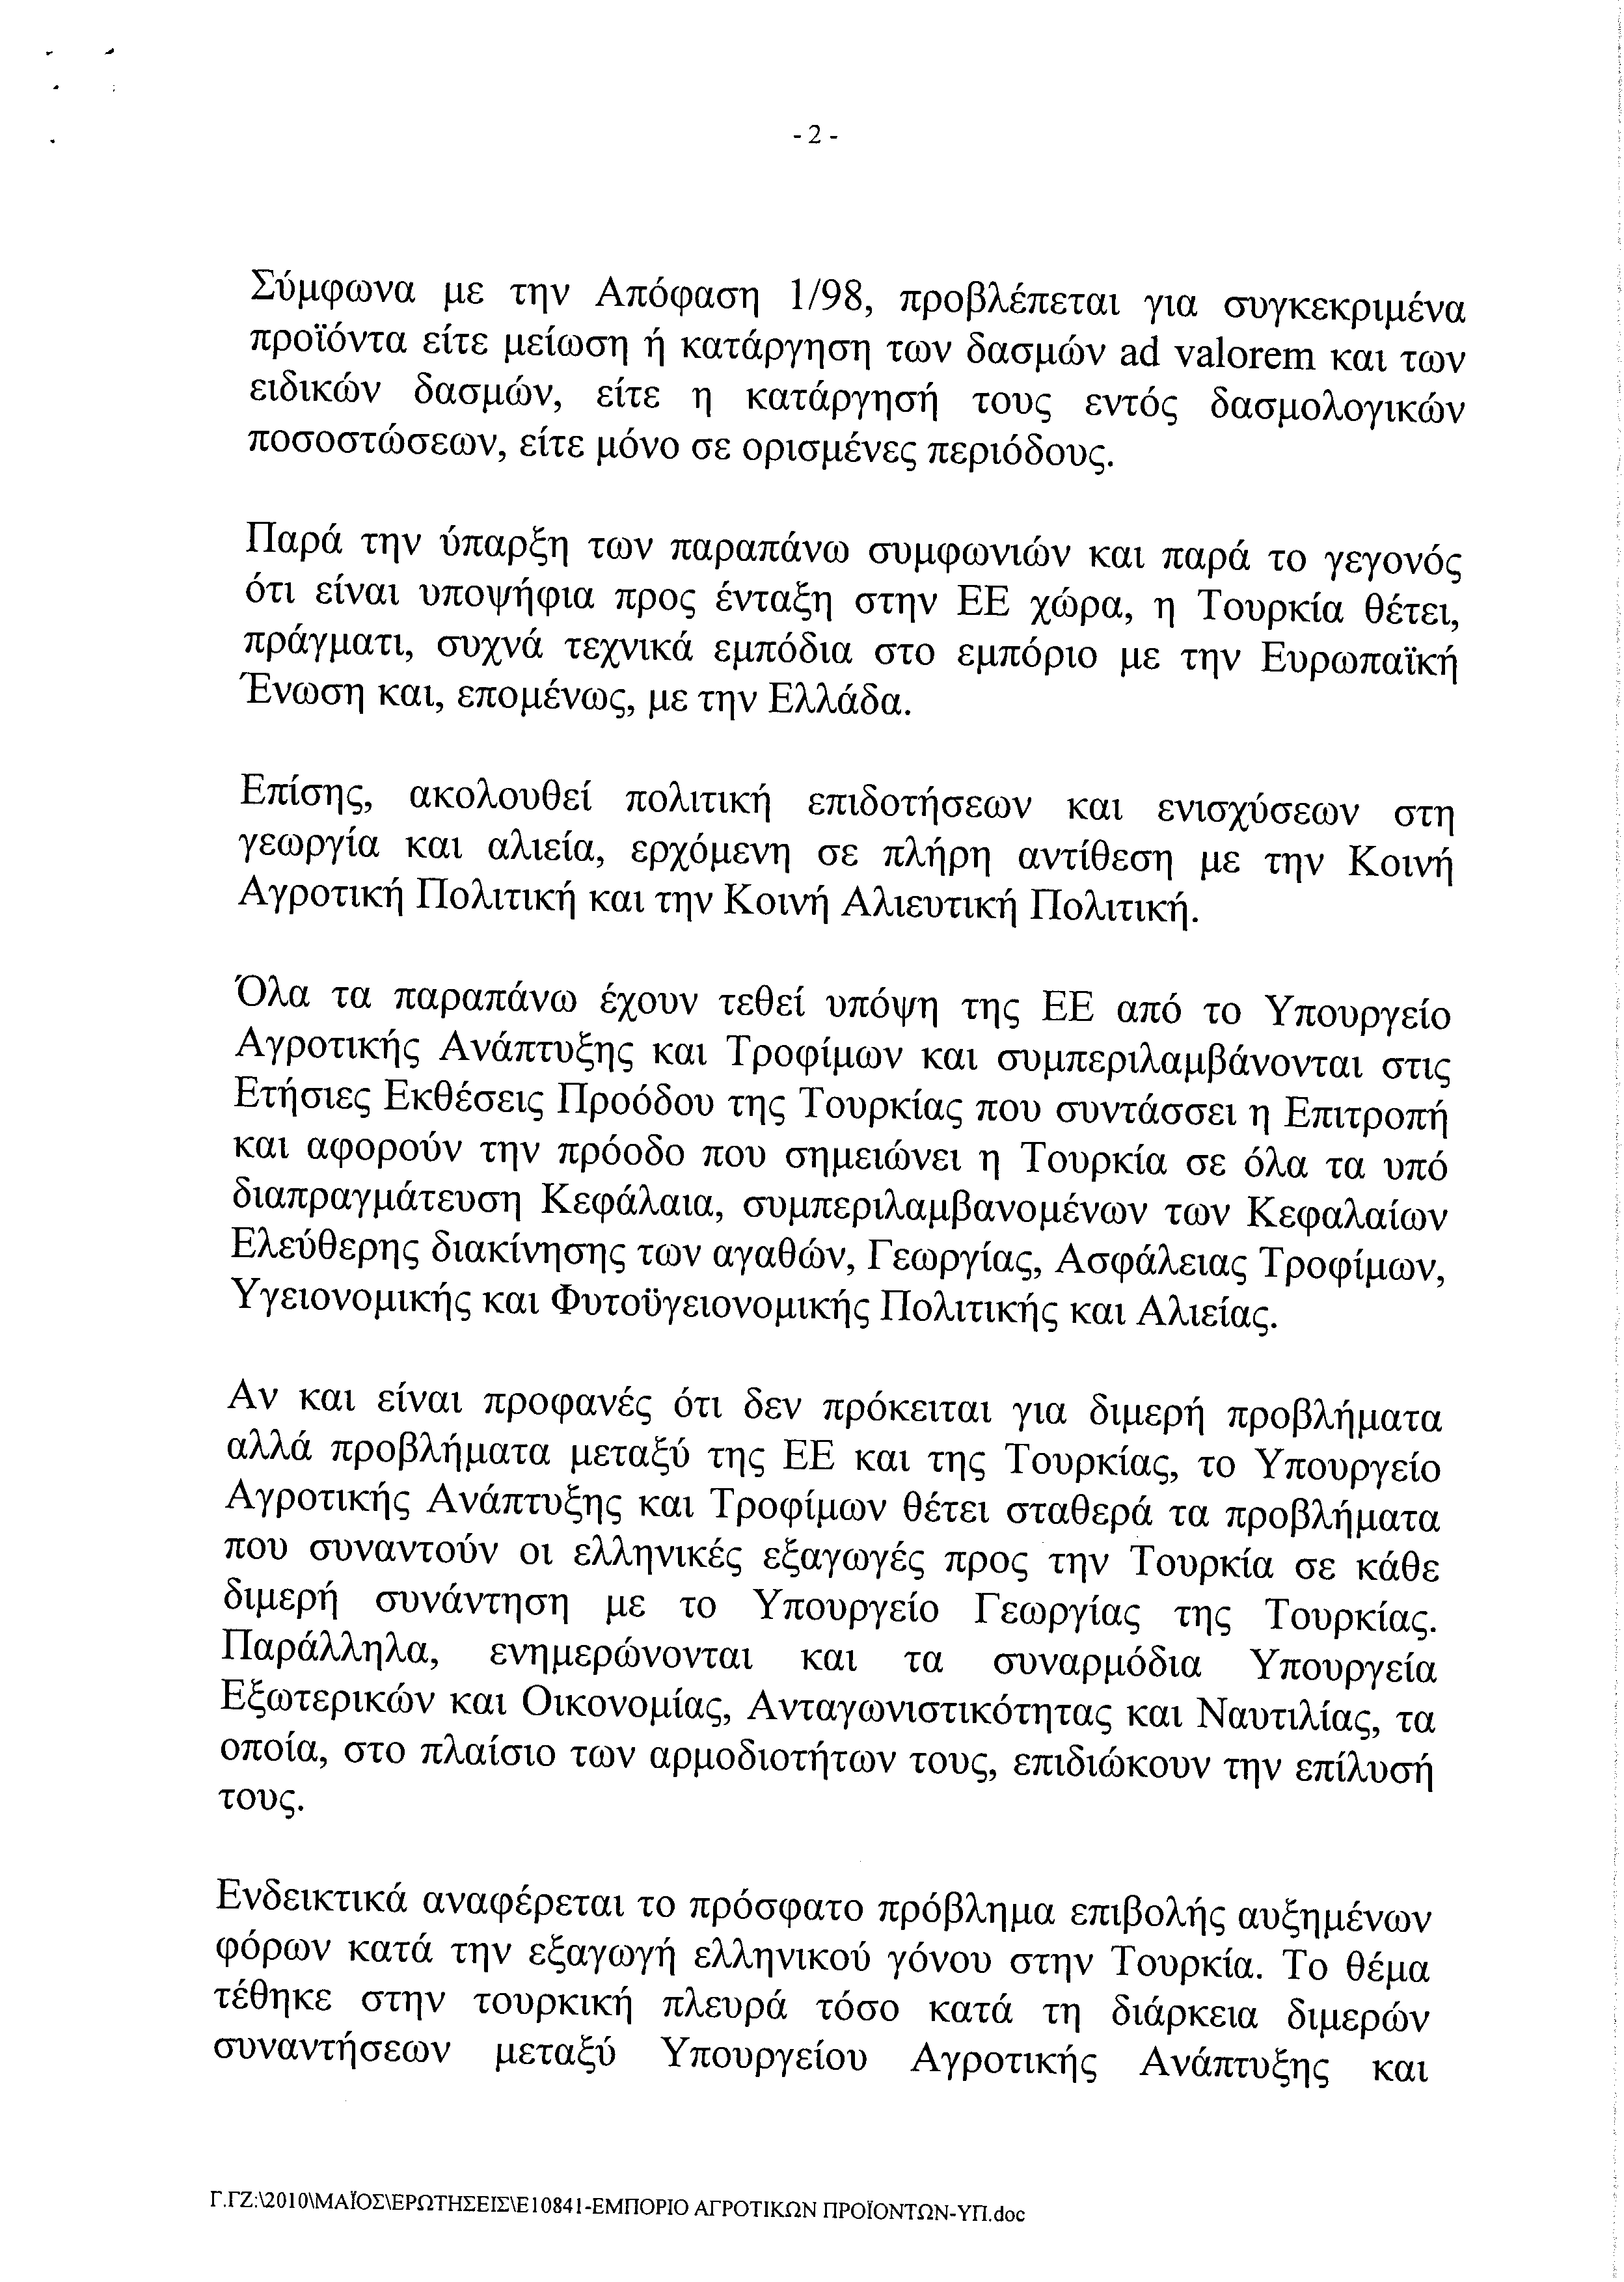 - 2 -
Σύμφωνα με την Απόφαση 1/98, προβλέπεται για συγκεκριμένα
προϊόντα είτε μείωση ή κατάργηση των δασμών ad valorem και των
ειδικών δασμών, είτε η κατάργησή τους εντός δασμολογικών
ποσοστώσεων, είτε μόνο σε ορισμένες περιόδους.
Παρά την ύπαρξη των παραπάνω συμφωνιών και παρά το γεγονός
ότι είναι υποψήφια προς ένταξη στην ΕΕ χώρα, η Τουρκία θέτει,
πράγματι, συχνά τεχνικά εμπόδια στο εμπόριο με την Ευρωπαϊκή
Ένωση και, επομένως, με την Ελλάδα.
Επίσης, ακολουθεί πολιτική επιδοτήσεων και ενισχύσεων στη
γεωργία και αλιεία, ερχόμενη σε πλήρη αντίθεση με την Κοινή
Αγροτική Πολιτική και την Κοινή Αλιευτική Πολιτική.
Όλα τα παραπάνω έχουν τεθεί υπόψη της ΕΕ από το Υπουργείο
Αγροτικής Ανάπτυξης και Τροφίμων και συμπεριλαμβάνονται στις
Ετήσιες Εκθέσεις Προόδου της Τουρκίας που συντάσσει η Επιτροπή
και αφορούν την πρόοδο που σημειώνει η Τουρκία σε όλα τα υπό
διαπραγμάτευση Κεφάλαια, συμπεριλαμβανομένων των Κεφαλαίων
Ελεύθερης διακίνησης των αγαθών, Γεωργίας, Ασφάλειας Τροφίμων,
Υγειονομικής και Φυτοϋγειονομικής Πολιτικής και Αλιείας.
Αν και είναι προφανές ότι δεν πρόκειται για διμερή προβλήματα
αλλά προβλήματα μεταξύ της ΕΕ και της Τουρκίας, το Υπουργείο
Αγροτικής Ανάπτυξης και Τροφίμων θέτει σταθερά τα προβλήματα
που συναντούν οι ελληνικές εξαγωγές προς την Τουρκία σε κάθε
διμερή συνάντηση με το Υπουργείο Γεωργίας της Τουρκίας.
Παράλληλα, ενημερώνονται και τα συναρμόδια Υπουργεία
Εξωτερικών και Οικονομίας, Ανταγωνιστικότητας και Ναυτιλίας, τα
οποία, στο πλαίσιο των αρμοδιοτήτων τους, επιδιώκουν την επίλυσή
τους.
Ενδεικτικά αναφέρεται το πρόσφατο πρόβλημα επιβολής αυξημένων
φόρων κατά την εξαγωγή ελληνικού γόνου στην Τουρκία. Το θέμα
τέθηκε στην τουρκική πλευρά τόσο κατά τη διάρκεια διμερών
συναντήσεων μεταξύ Υπουργείου Αγροτικής Ανάπτυξης και
Γ.ΓΖ:\2010\ΜΑΪΟΣ\ΕΡΩΤΗΣΕΙΣ\Ε10841-ΕΜΠΟΡΙΟ ΑΓΡΟΤΙΚΩΝ ΠΡΟΪΟΝΤΩΝ-ΥΠ.doc